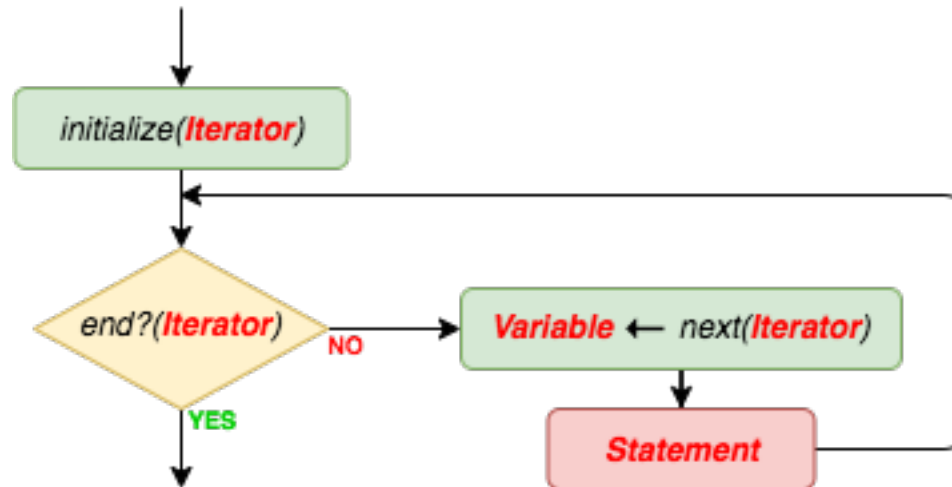 initialize(Iterator)
end?(Iterator)
NO
Variable ← next(Iterator)
YES
Statement